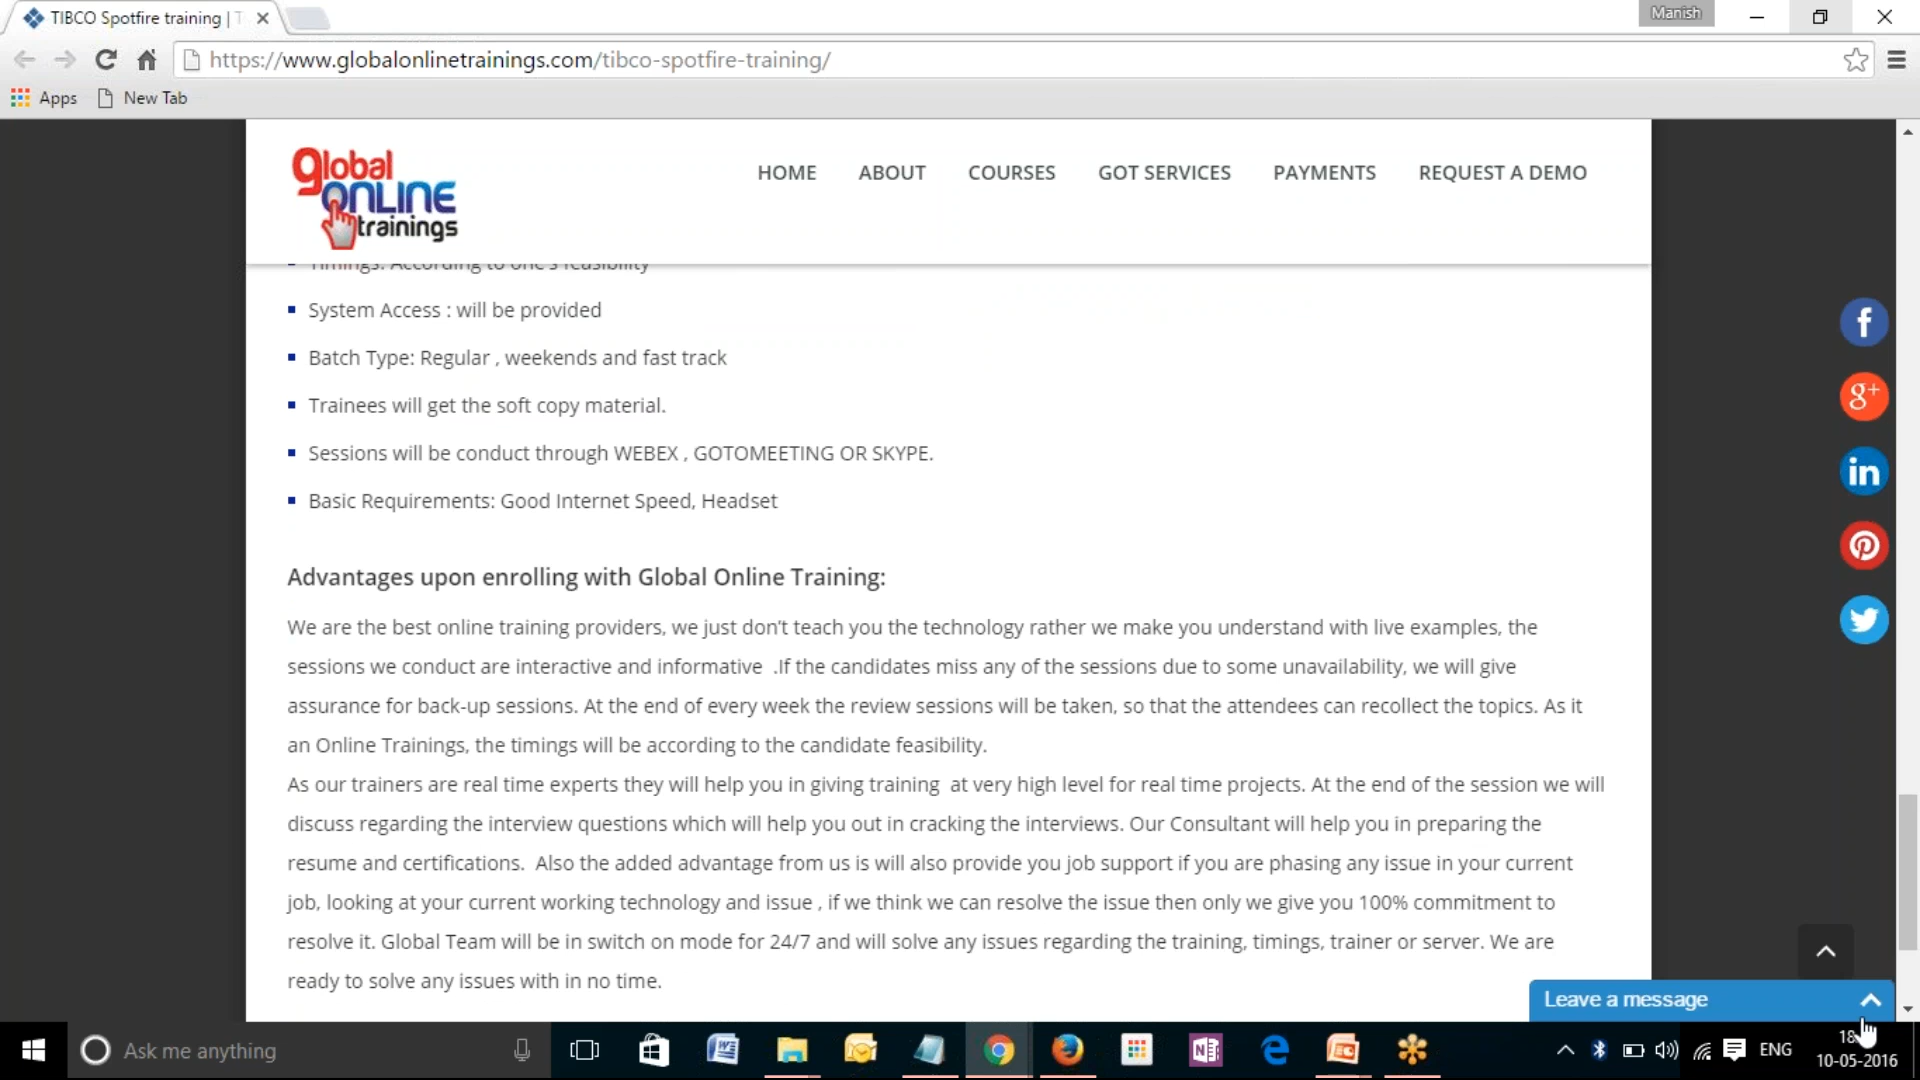 TIBCO Spotfire training | T
Manish
https://www.globalonlinetrainings.com/tibco-spotfire-training/
Apps
New Tab
global
ONLINE
trainings
HOME
ABOUT
COURSES
GOT SERVICES
PAYMENTS
REQUEST A DEMO
Timings: According to one's feasibility
System Access : will be provided
Batch Type: Regular , weekends and fast track
Trainees will get the soft copy material.
Sessions will be conduct through WEBEX , GOTOMEETING OR SKYPE.
Basic Requirements: Good Internet Speed, Headset
Advantages upon enrolling with Global Online Training:
We are the best online training providers, we just don't teach you the technology rather we make you understand with live examples, the
sessions we conduct are interactive and informative .If the candidates miss any of the sessions due to some unavailability, we will give
assurance for back-up sessions. At the end of every week the review sessions will be taken, so that the attendees can recollect the topics. As it
an Online Trainings, the timings will be according to the candidate feasibility.
As our trainers are real time experts they will help you in giving training at very high level for real time projects. At the end of the session we will
discuss regarding the interview questions which will help you out in cracking the interviews. Our Consultant will help you in preparing the
resume and certifications. Also the added advantage from us is will also provide you job support if you are phasing any issue in your current
job, looking at your current working technology and issue , if we think we can resolve the issue then only we give you 100% commitment to
resolve it. Global Team will be in switch on mode for 24/7 and will solve any issues regarding the training, timings, trainer or server. We are
ready to solve any issues with in no time.
f
g+
in
Leave a message
Ask me anything
ENG
10-05-2016